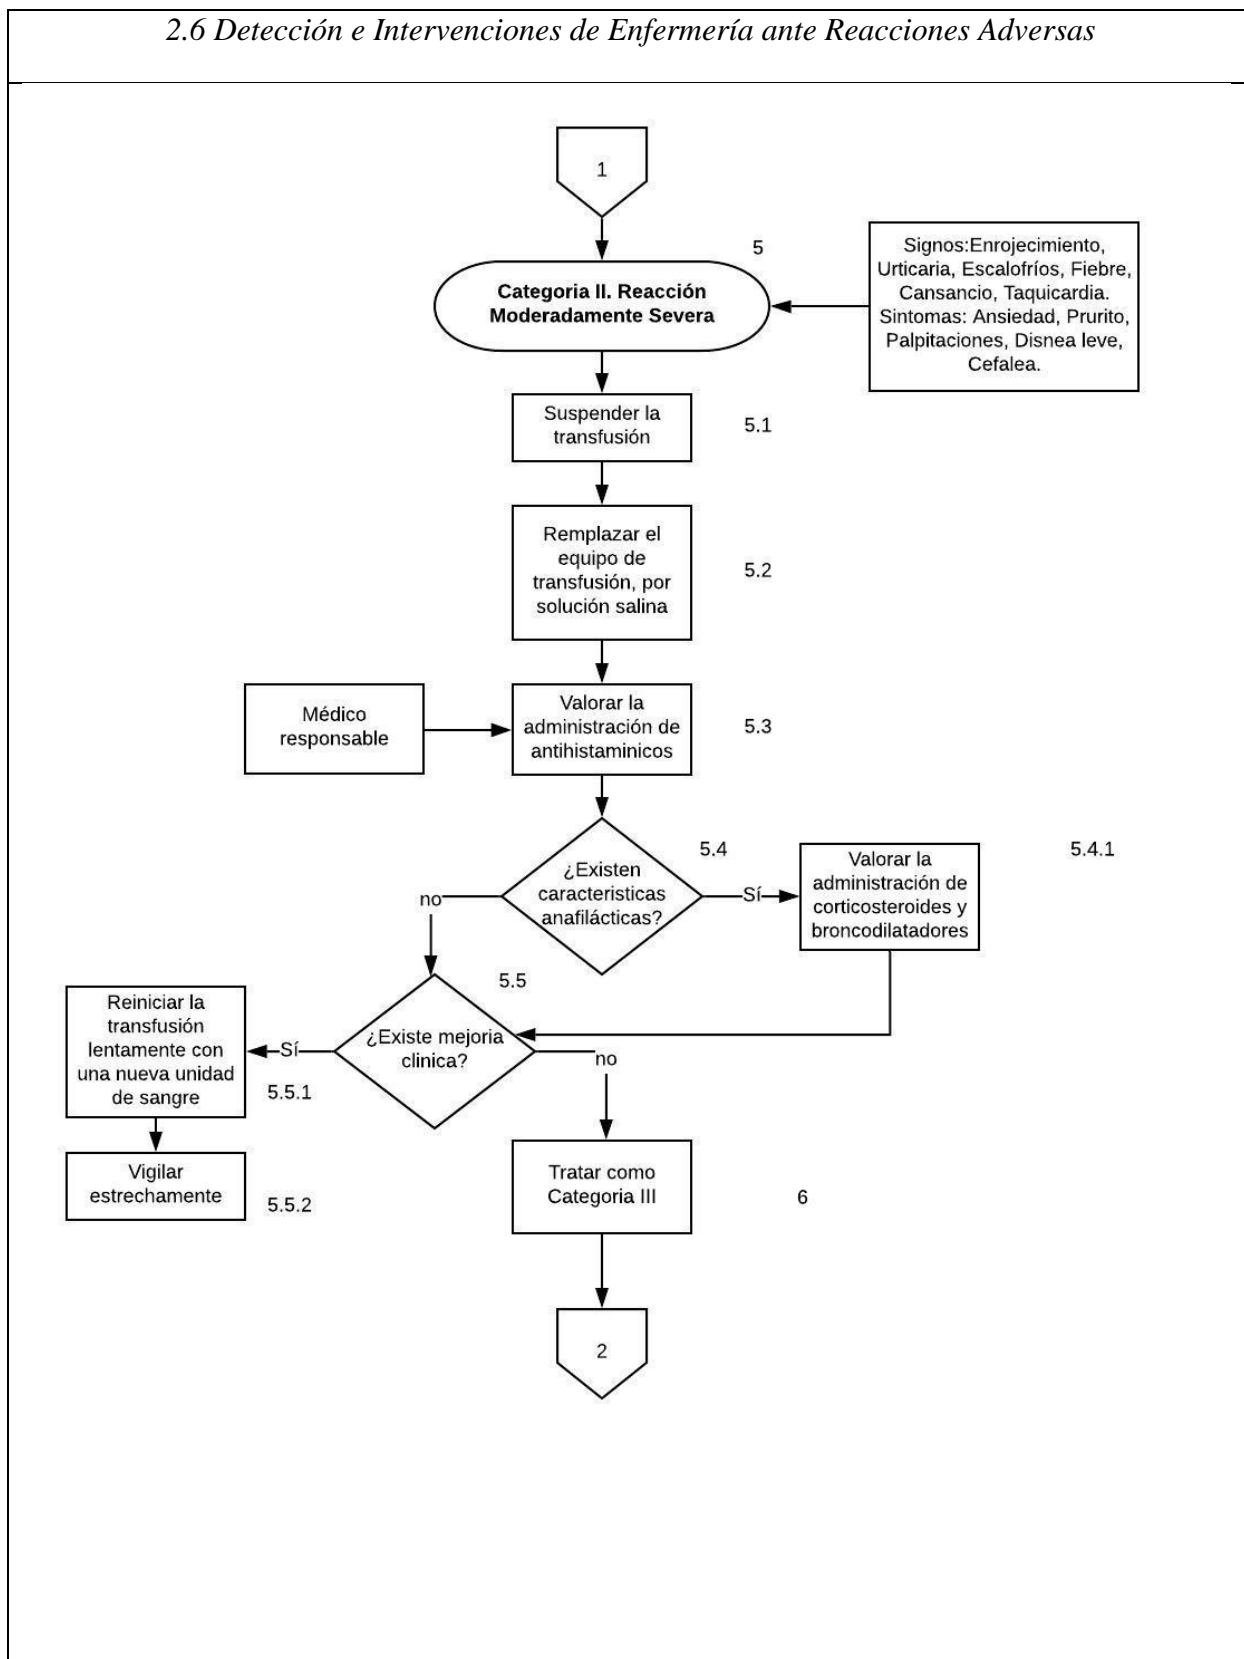 2.6 Detección e Intervenciones de Enfermería ante Reacciones Adversas
1
5
Categoria II. Reacción
Moderadamente Severa
Signos:Enrojecimiento,
Urticaria, Escalofríos, Fiebre,
Cansancio, Taquicardia.
Sintomas: Ansiedad, Prurito,
Palpitaciones, Disnea leve,
Cefalea.
Suspender la
transfusión
5.1
Remplazar el
equipo de
transfusión, por
solución salina
5.2
Médico
responsable
Valorar la
administración de
antihistaminicos
5.3
¿Existen
caracteristicas
anafilácticas?
5.4
no
Sí
Valorar la
administración de
corticosteroides y
broncodilatadores
5.4.1
¿Existe mejoria
clinica?
5.5
Sí
no
Reiniciar la
transfusión
lentamente con
una nueva unidad
de sangre
5.5.1
Vigilar
estrechamente
5.5.2
Tratar como
Categoria III
6
2